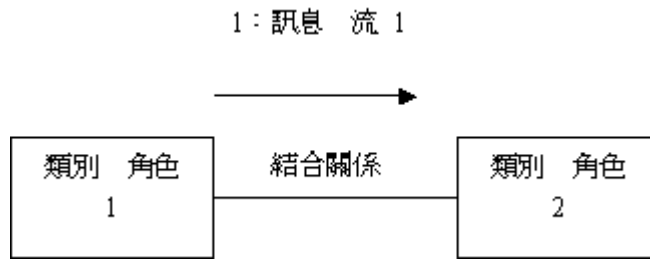 1：訊息 流 1
類別 角色
1
結合關係
類別 角色
2